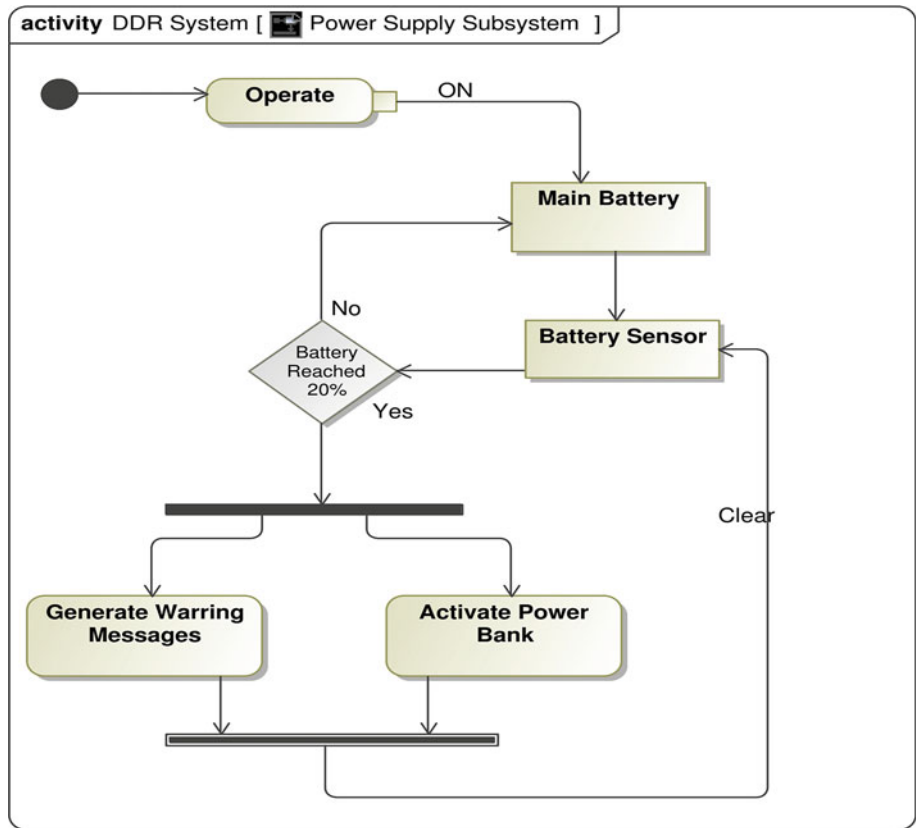 activity DDR System [ Power Supply Subsystem ]
Operate
ON
Main Battery
No
Battery Sensor
Battery
Reached
20%
Yes
Clear
Generate Warring
Messages
Activate Power
Bank